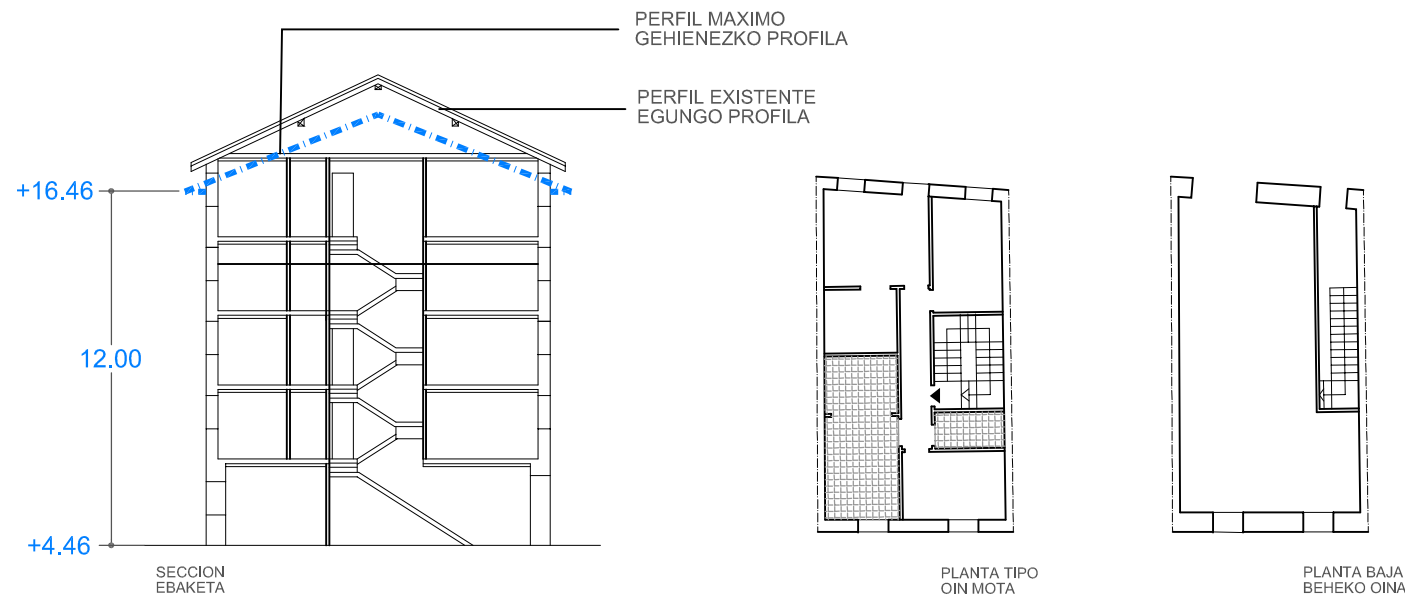 PERFIL MAXIMO
GEHIENEZKO PROFILA
PERFIL EXISTENTE
EGUNGO PROFILA
+16.46
12.00
+4.46
SECCION
EBAKETA
PLANTA TIPO
OIN MOTA
PLANTA BAJA
BEHEKO OINA